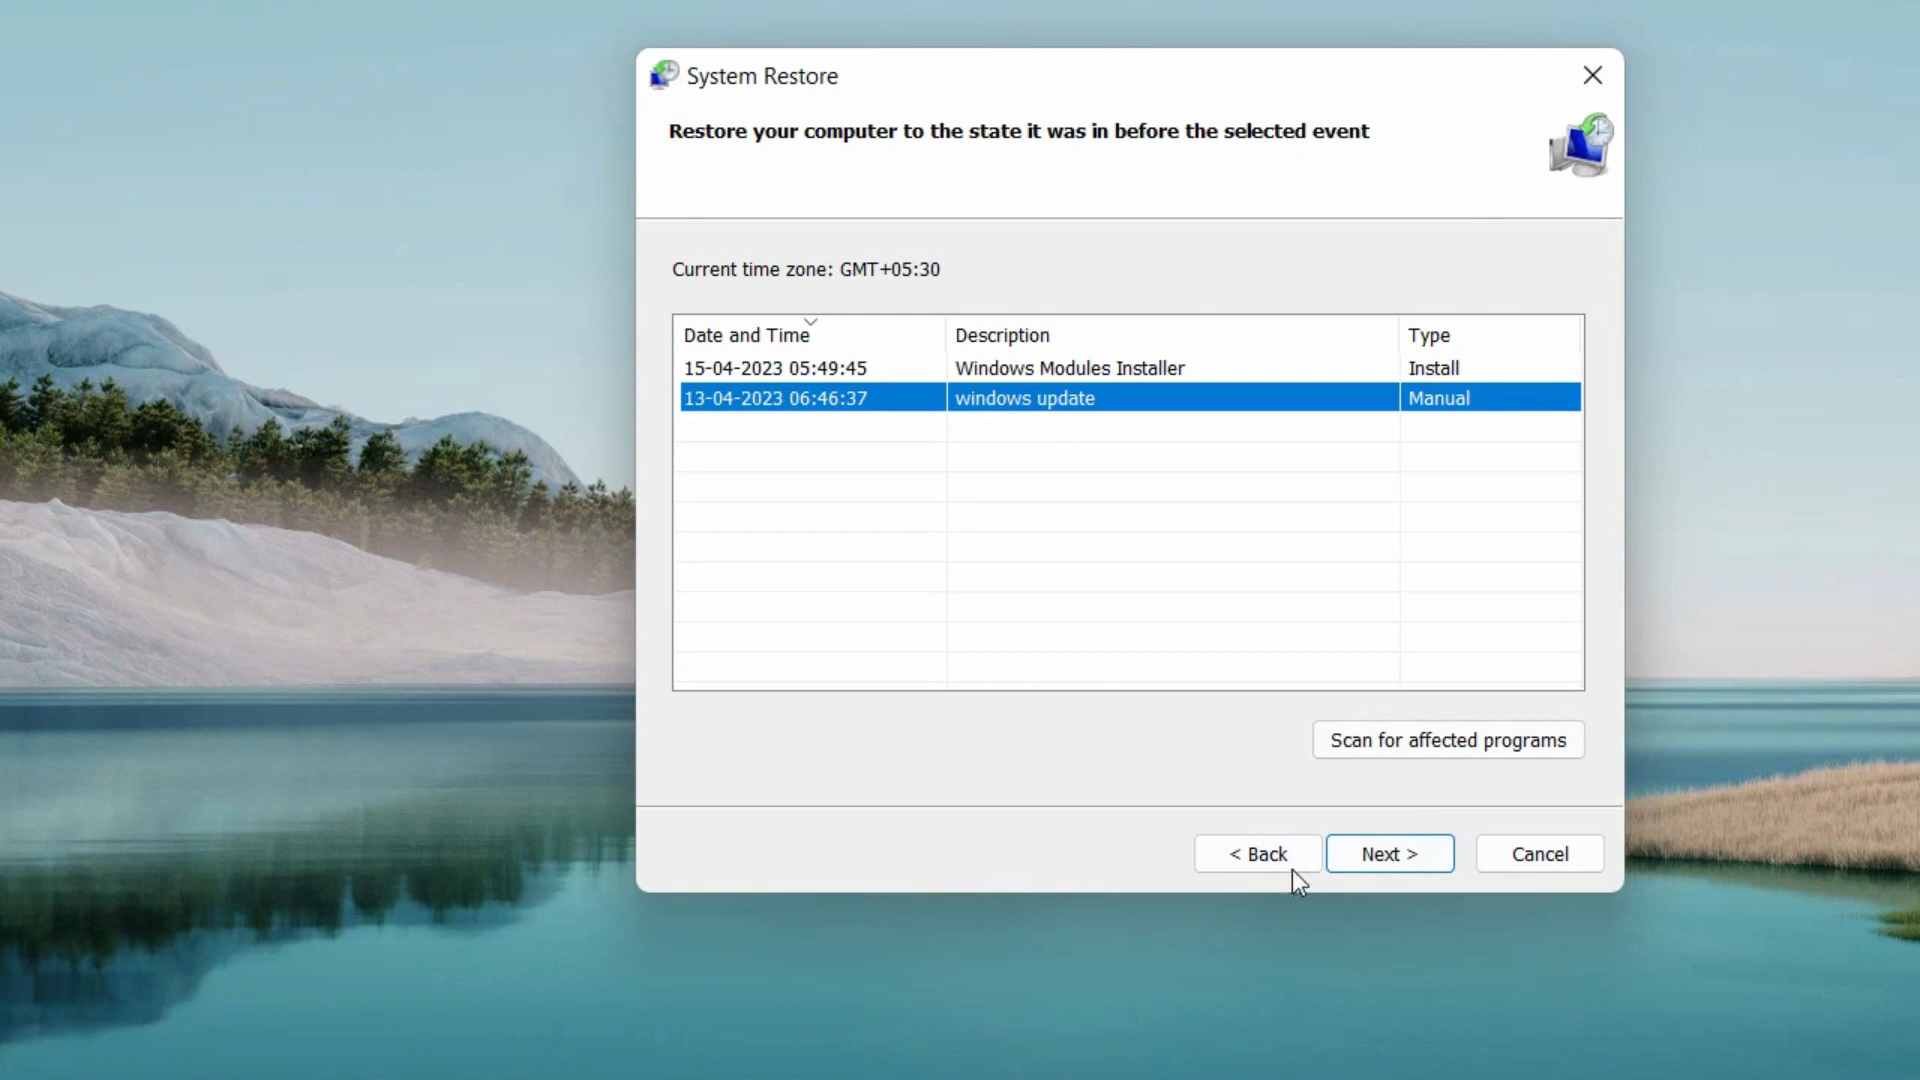 System Restore
Restore your computer to the state it was in before the selected event
Current time zone: GMT+05:30
Date and Time Description Type
15-04-2023 05:49:45 Windows Modules Installer Install
13-04-2023 06:46:37 windows update Manual
Scan for affected programs
< Back Next > Cancel